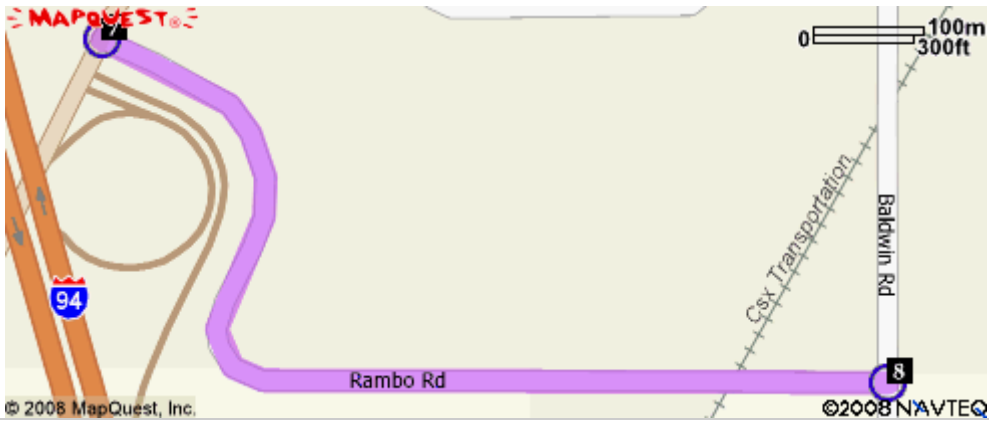 MAPQUEST®
7
100m
0
300ft
Csx Transportation
Baldwin Rd
94
8
Rambo Rd
© 2008 MapQuest, Inc.
©2008 NAVTEQ